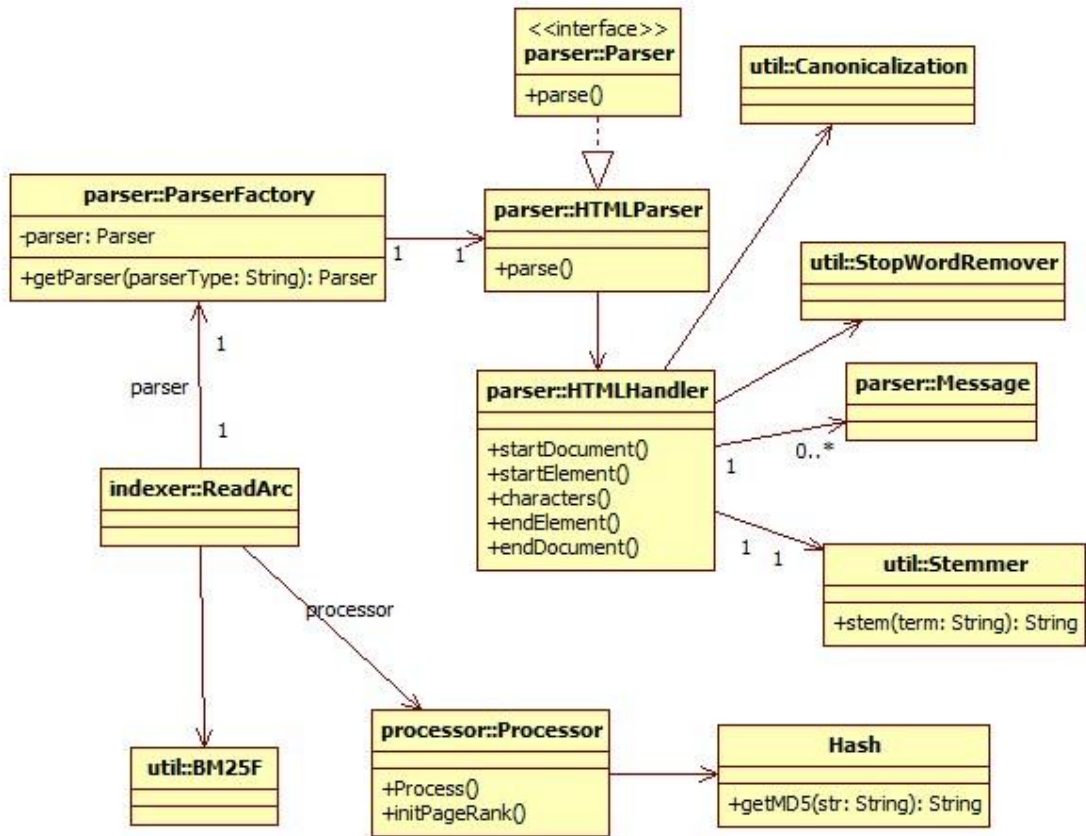 <<interface>>
parser::Parser
+parse()
util::Canonicalization
parser::ParserFactory
-parser: Parser
+getParser(parserType: String): Parser
1
1
parser::HTMLParser
+parse()
util::StopWordRemover
1
parser
1
parser::HTMLHandler
+startDocument()
+startElement()
+characters()
+endElement()
+endDocument()
parser::Message
1
0..*
indexer::ReadArc
1
1
util::Stemmer
+stem(term: String): String
processor
processor::Processor
+Process()
+initPageRank()
Hash
+getMD5(str: String): String
util::BM25F